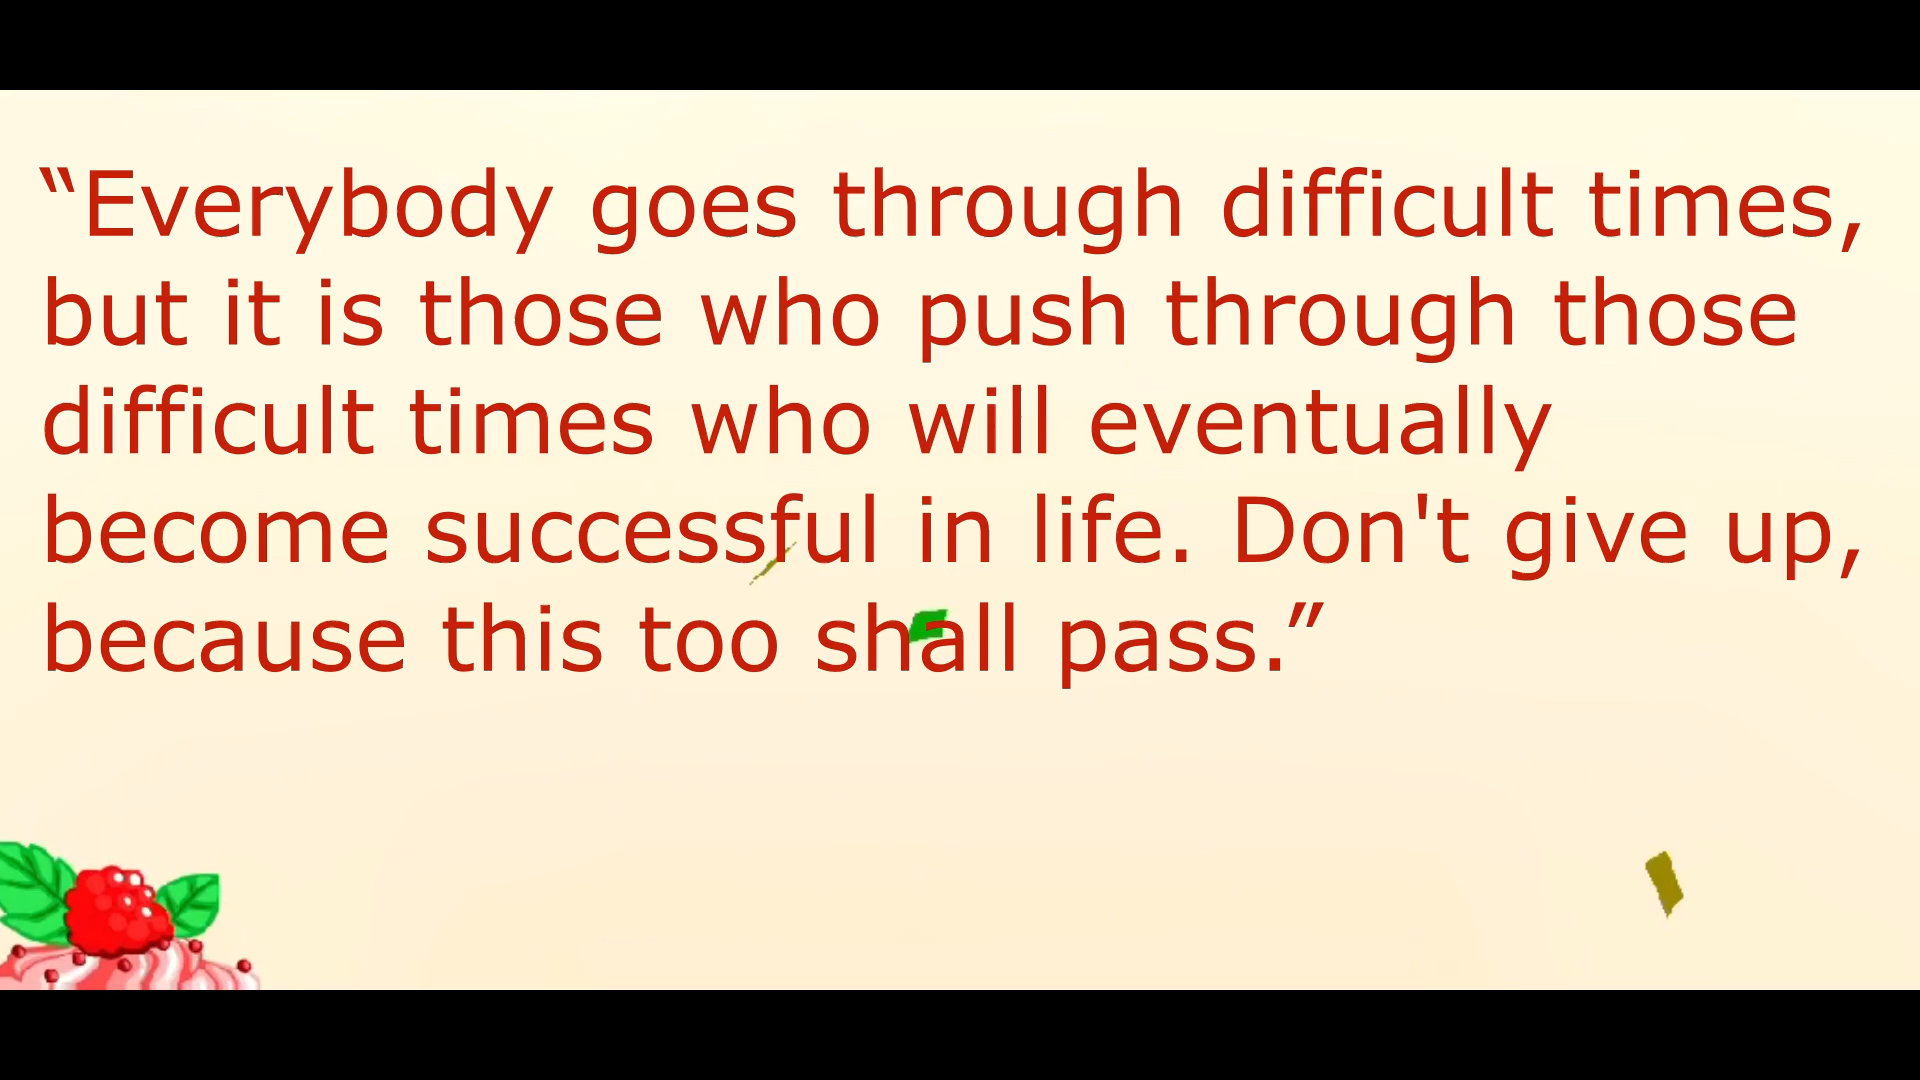 “Everybody goes through difficult times,
but it is those who push through those
difficult times who will eventually
become successful in life. Don't give up,
because this too shall pass.”